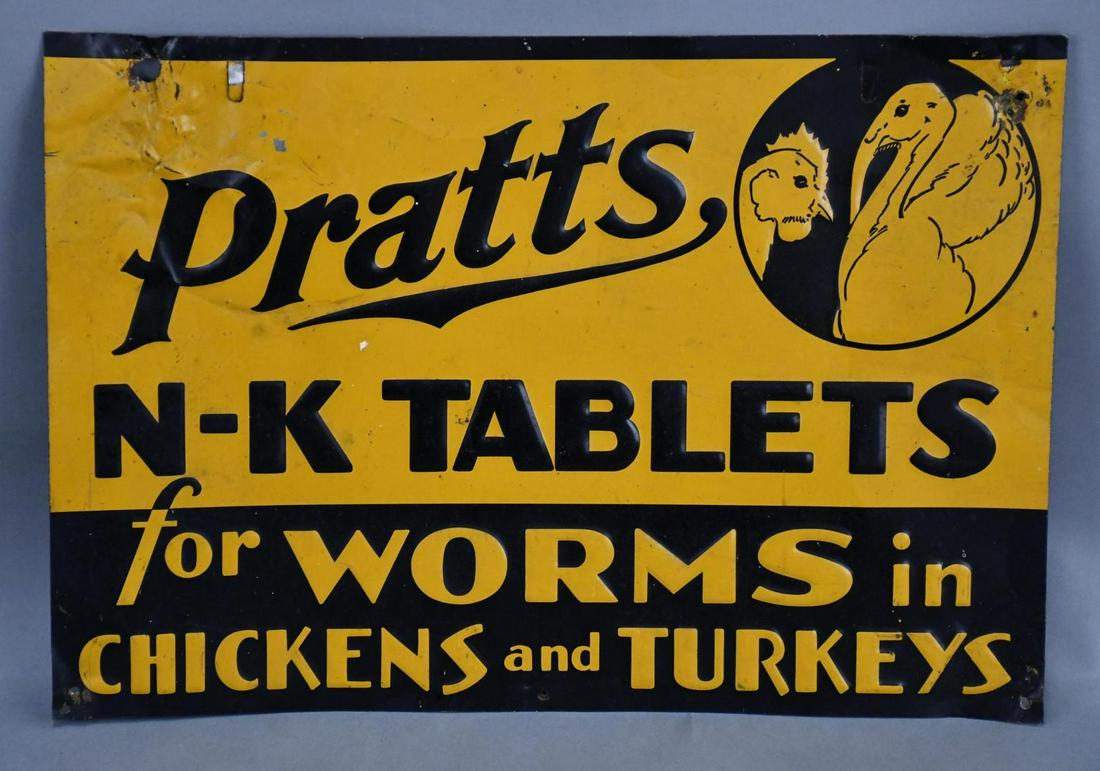 Pratts
N-K TABLETS
for WORMS in
CHICKENS and TURKEYS